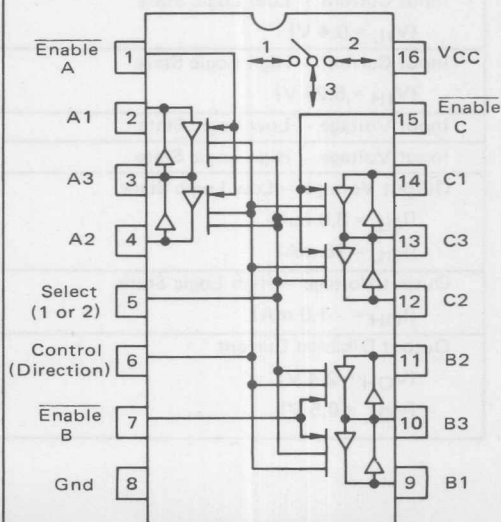 Enable
A
1
1
2
3
16
VCC
A1
2
15
Enable
C
A3
3
14
C1
A2
4
13
C3
Select
(1 or 2)
5
12
C2
Control
(Direction)
6
11
B2
Enable
B
7
10
B3
Gnd
8
9
B1